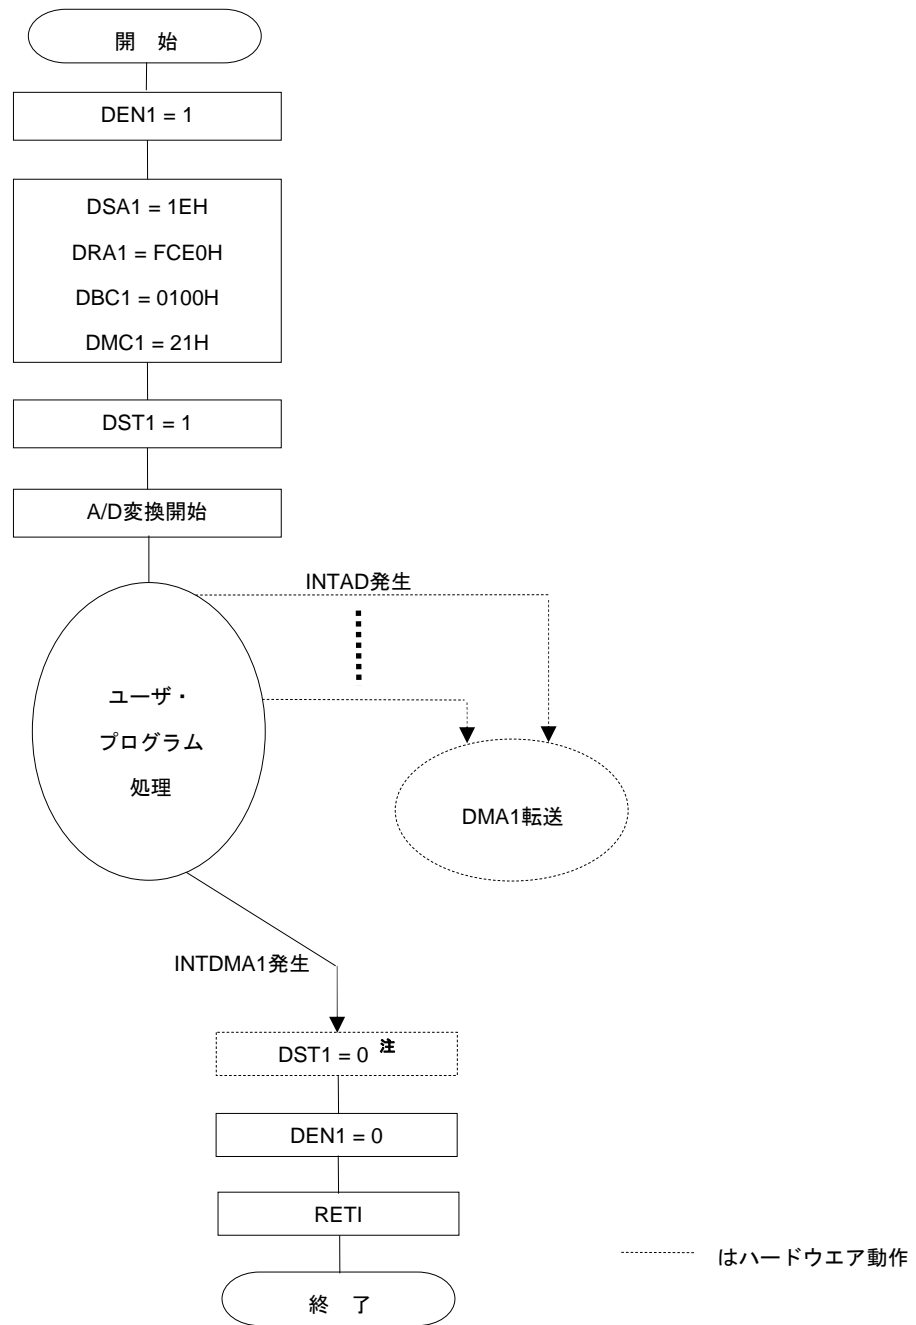 開 始
DEN1 = 1
DSA1 = 1EH
DRA1 = FCE0H
DBC1 = 0100H
DMC1 = 21H
DST1 = 1
A/D変換開始
INTAD発生
ユーザ・
プログラム
処理
DMA1転送
INTDMA1発生
DST1 = 0 注
DEN1 = 0
RETI
はハードウエア動作
終 了